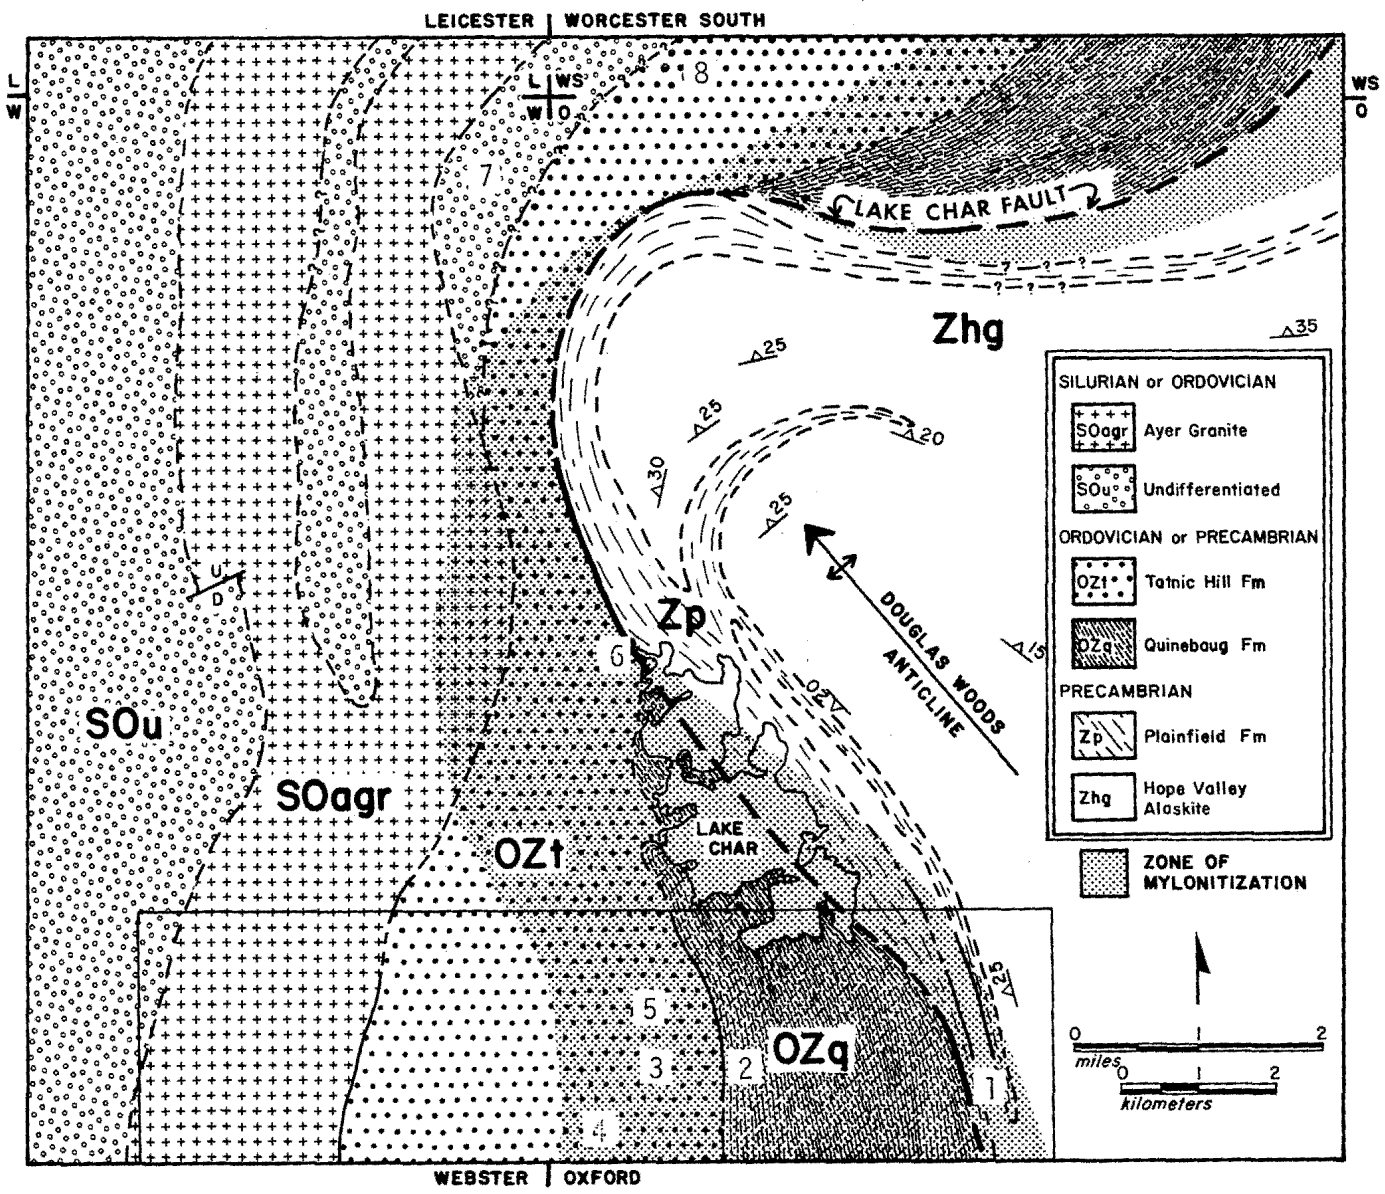 LEICESTER | WORCESTER SOUTH
L
W
L | WS
W | O
WS
O
8
7
LAKE CHAR FAULT
? ? ?
? ? ?
Zhg
25
35
25
20
30
25
U
D
Zp
6
DOUGLAS WOODS
ANTICLINE
15
20
SOu
SOagr
OZt
LAKE
CHAR
25
5
OZq
3
2
1
4
SILURIAN or ORDOVICIAN
SOagr Ayer Granite
SOu Undifferentiated
ORDOVICIAN or PRECAMBRIAN
OZt Tatnic Hill Fm
OZq Quinebaug Fm
PRECAMBRIAN
Zp Plainfield Fm
Zhg Hope Valley
Alaskite
ZONE OF
MYLONITIZATION
0 1 2
miles
0 1 2
kilometers
WEBSTER | OXFORD